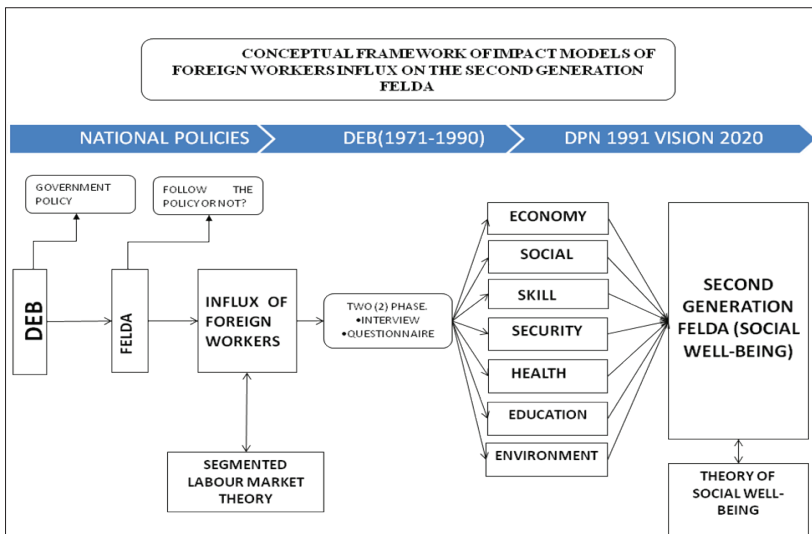 CONCEPTUAL FRAMEWORK OF IMPACT MODELS OF
FOREIGN WORKERS INFLUX ON THE SECOND GENERATION
FELDA
NATIONAL POLICIES
DEB(1971-1990)
DPN 1991 VISION 2020
GOVERNMENT
POLICY
FOLLOW THE
POLICY OR NOT?
DEB
FELDA
INFLUX OF
FOREIGN
WORKERS
TWO (2) PHASE.
•INTERVIEW
•QUESTIONNAIRE
ECONOMY
SOCIAL
SKILL
SECURITY
HEALTH
EDUCATION
ENVIRONMENT
SECOND
GENERATION
FELDA (SOCIAL
WELL-BEING)
SEGMENTED
LABOUR MARKET
THEORY
THEORY OF
SOCIAL WELL-
BEING